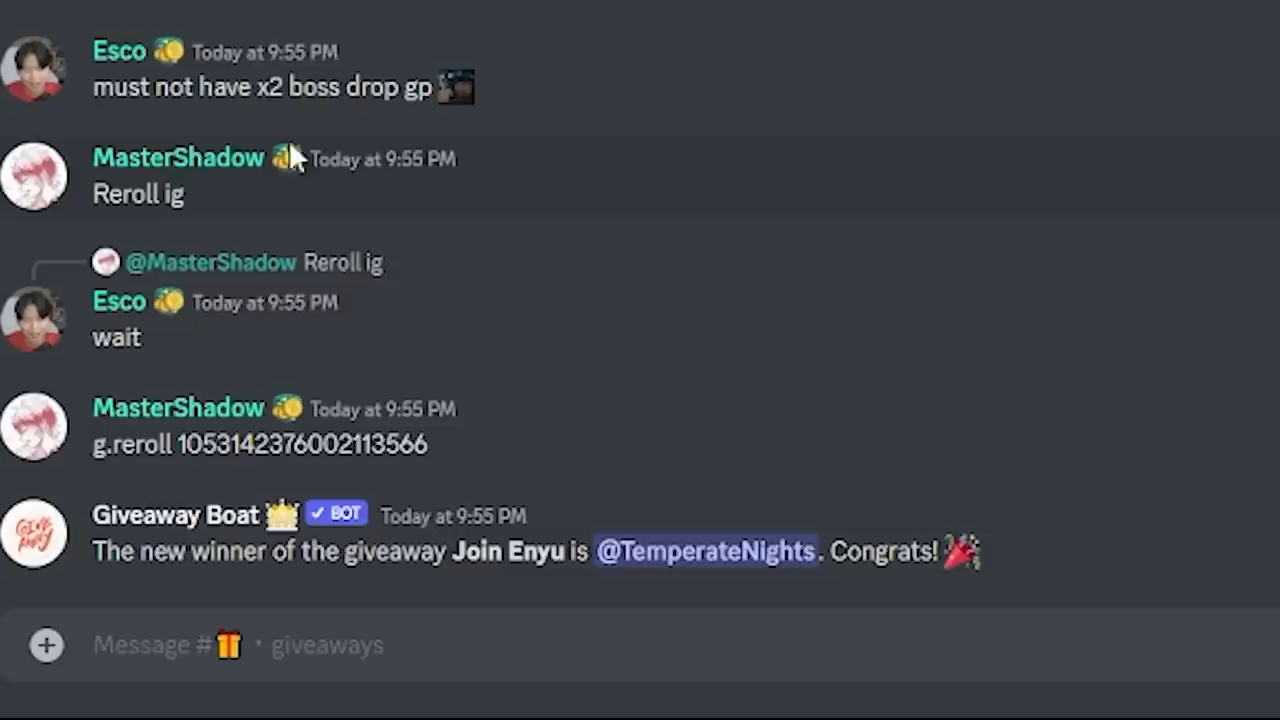 Esco Today at 9:55 PM
must not have x2 boss drop gp
MasterShadow Today at 9:55 PM
Reroll ig
@MasterShadow Reroll ig
Esco Today at 9:55 PM
wait
MasterShadow Today at 9:55 PM
g.reroll 1053142376002113566
GIVE AWAY
Giveaway Boat ✓ BOT Today at 9:55 PM
The new winner of the giveaway Join Enyu is @TemperateNights. Congrats! 🎉
Message #🎁・giveaways